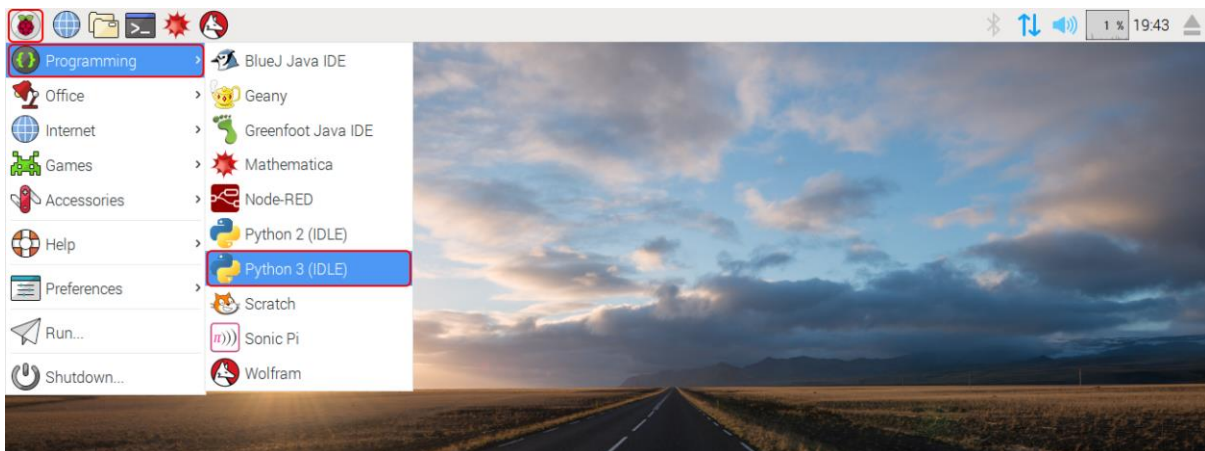 1 % 19:43
Programming
Office
Internet
Games
Accessories
Help
Preferences
Run...
Shutdown...
BlueJ Java IDE
Geany
Greenfoot Java IDE
Mathematica
Node-RED
Python 2 (IDLE)
Python 3 (IDLE)
Scratch
π))) Sonic Pi
Wolfram